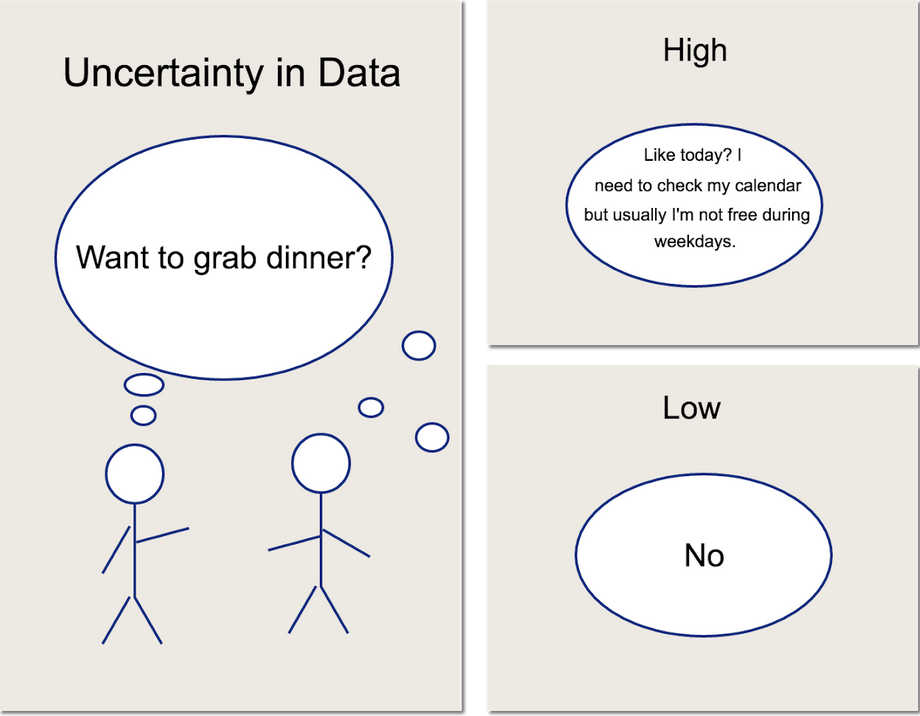 Uncertainty in Data
Want to grab dinner?
High
Like today? I
need to check my calendar
but usually I'm not free during
weekdays.
Low
No